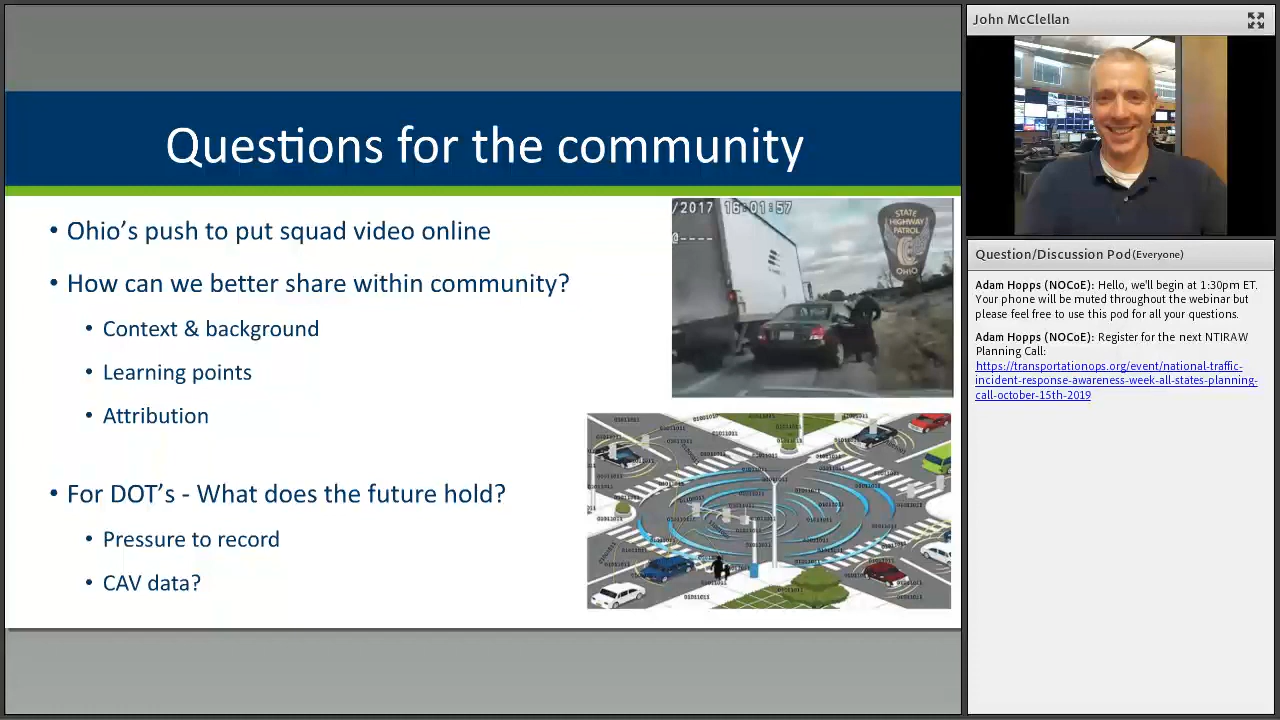 Questions for the community
• Ohio's push to put squad video online
• How can we better share within community?
• Context & background
• Learning points
• Attribution
• For DOT's - What does the future hold?
• Pressure to record
• CAV data?
/2017 16:01:57
STATE
HIGHWAY
PATROL
OHIO
John McClellan
Question/Discussion Pod (Everyone)
Adam Hopps (NOCoE): Hello, we'll begin at 1:30pm ET.
Your phone will be muted throughout the webinar but
please feel free to use this pod for all your questions.
Adam Hopps (NOCoE): Register for the next NTIRAW
Planning Call:
https://transportationops.org/event/national-traffic-
incident-response-awareness-week-all-states-planning-
call-october-15th-2019